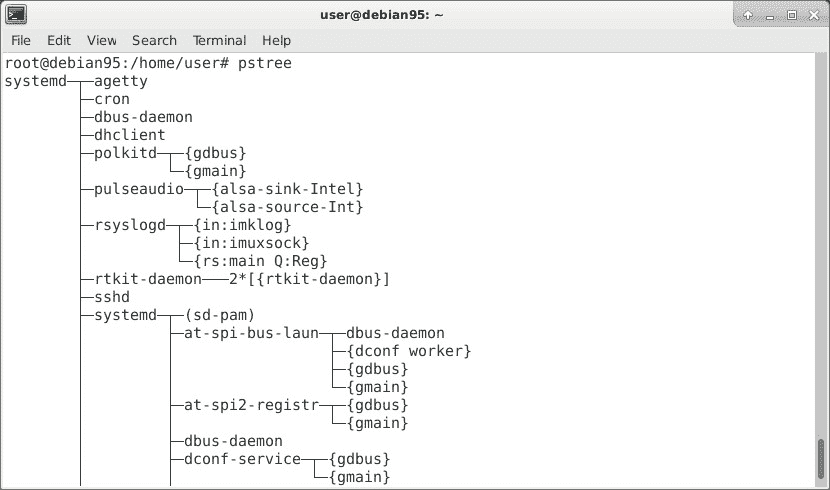 user@debian95: ~
File Edit View Search Terminal Help
root@debian95:/home/user# pstree
systemd─┬─agetty
        ├─cron
        ├─dbus-daemon
        ├─dhclient
        ├─polkitd─┬─{gdbus}
        │         └─{gmain}
        ├─pulseaudio─┬─{alsa-sink-Intel}
        │            └─{alsa-source-Int}
        ├─rsyslogd─┬─{in:imklog}
        │          ├─{in:imuxsock}
        │          └─{rs:main Q:Reg}
        ├─rtkit-daemon───2*[{rtkit-daemon}]
        ├─sshd
        ├─systemd─┬─(sd-pam)
        │         ├─at-spi-bus-laun─┬─dbus-daemon
        │         │                 ├─{dconf worker}
        │         │                 ├─{gdbus}
        │         │                 └─{gmain}
        │         ├─at-spi2-registr─┬─{gdbus}
        │         │                 └─{gmain}
        │         ├─dbus-daemon
        │         ├─dconf-service─┬─{gdbus}
        │         │               └─{gmain}